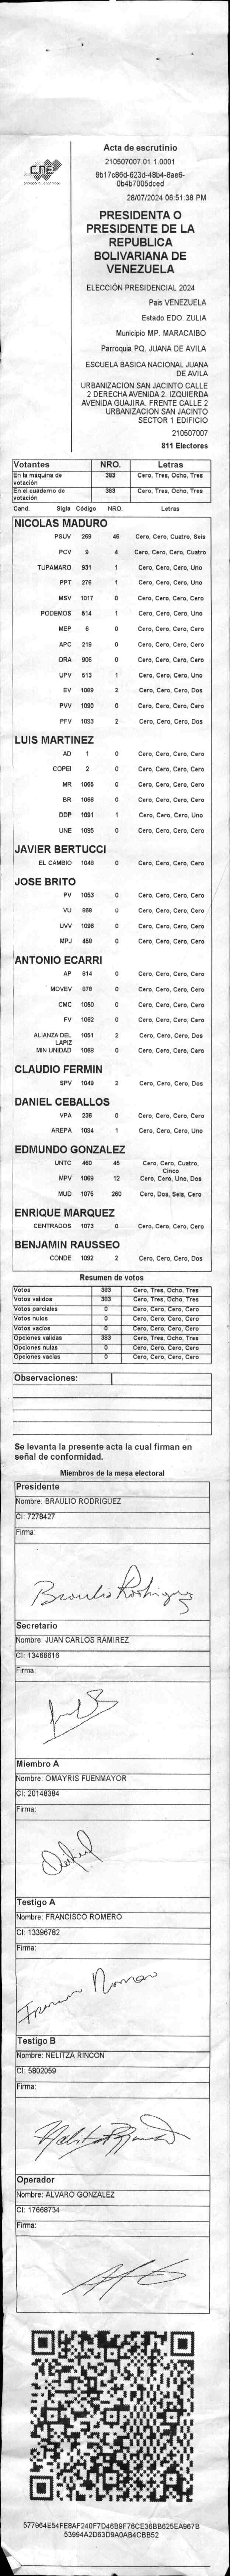 CNE
Acta de escrutinio
210507007.01.1.0001
9b17c86d-623d-48b4-8ae6-
0b4b7005dced
28/07/2024 06:51:38 PM
PRESIDENTA O
PRESIDENTE DE LA
REPUBLICA
BOLIVARIANA DE
VENEZUELA
ELECCIÓN PRESIDENCIAL 2024
Pais VENEZUELA
Estado EDO. ZULIA
Municipio MP. MARACAIBO
Parroquia PQ. JUANA DE AVILA
ESCUELA BASICA NACIONAL JUANA
DE AVILA
URBANIZACION SAN JACINTO CALLE
2 DERECHA AVENIDA 2. IZQUIERDA
AVENIDA GUAJIRA. FRENTE CALLE 2
URBANIZACION SAN JACINTO
SECTOR 1 EDIFICIO
210507007
811 Electores
Votantes NRO. Letras
En la máquina de votación 383 Cero, Tres, Ocho, Tres
En el cuaderno de votación 383 Cero, Tres, Ocho, Tres
Cand. Sigla Código NRO. Letras
NICOLAS MADURO
PSUV 269 46 Cero, Cero, Cuatro, Seis
PCV 9 4 Cero, Cero, Cero, Cuatro
TUPAMARO 931 1 Cero, Cero, Cero, Uno
PPT 276 1 Cero, Cero, Cero, Uno
MSV 1017 0 Cero, Cero, Cero, Cero
PODEMOS 514 1 Cero, Cero, Cero, Uno
MEP 6 0 Cero, Cero, Cero, Cero
APC 219 0 Cero, Cero, Cero, Cero
ORA 906 0 Cero, Cero, Cero, Cero
UPV 513 1 Cero, Cero, Cero, Uno
EV 1089 2 Cero, Cero, Cero, Dos
PVV 1090 0 Cero, Cero, Cero, Cero
PFV 1093 2 Cero, Cero, Cero, Dos
LUIS MARTINEZ
AD 1 0 Cero, Cero, Cero, Cero
COPEI 2 0 Cero, Cero, Cero, Cero
MR 1065 0 Cero, Cero, Cero, Cero
BR 1066 0 Cero, Cero, Cero, Cero
DDP 1091 1 Cero, Cero, Cero, Uno
UNE 1095 0 Cero, Cero, Cero, Cero
JAVIER BERTUCCI
EL CAMBIO 1048 0 Cero, Cero, Cero, Cero
JOSE BRITO
PV 1053 0 Cero, Cero, Cero, Cero
VU 868 0 Cero, Cero, Cero, Cero
UVV 1096 0 Cero, Cero, Cero, Cero
MPJ 458 0 Cero, Cero, Cero, Cero
ANTONIO ECARRI
AP 614 0 Cero, Cero, Cero, Cero
MOVEV 679 0 Cero, Cero, Cero, Cero
CMC 1050 0 Cero, Cero, Cero, Cero
FV 1062 0 Cero, Cero, Cero, Cero
ALIANZA DEL LAPIZ 1051 2 Cero, Cero, Cero, Dos
MIN UNIDAD 1068 0 Cero, Cero, Cero, Cero
CLAUDIO FERMIN
SPV 1049 2 Cero, Cero, Cero, Dos
DANIEL CEBALLOS
VPA 236 0 Cero, Cero, Cero, Cero
AREPA 1094 1 Cero, Cero, Cero, Uno
EDMUNDO GONZALEZ
UNTC 460 45 Cero, Cero, Cuatro,
Cinco
MPV 1069 12 Cero, Cero, Uno, Dos
MUD 1075 260 Cero, Dos, Seis, Cero
ENRIQUE MARQUEZ
CENTRADOS 1073 0 Cero, Cero, Cero, Cero
BENJAMIN RAUSSEO
CONDE 1092 2 Cero, Cero, Cero, Dos
Resumen de votos
Votos 383 Cero, Tres, Ocho, Tres
Votos validos 383 Cero, Tres, Ocho, Tres
Votos parciales 0 Cero, Cero, Cero, Cero
Votos nulos 0 Cero, Cero, Cero, Cero
Votos vacios 0 Cero, Cero, Cero, Cero
Opciones validas 383 Cero, Tres, Ocho, Tres
Opciones nulas 0 Cero, Cero, Cero, Cero
Opciones vacias 0 Cero, Cero, Cero, Cero
Observaciones:
Se levanta la presente acta la cual firman en
señal de conformidad.
Miembros de la mesa electoral
Presidente
Nombre: BRAULIO RODRIGUEZ
CI: 7278427
Firma:
Braulio Rodriguez
Secretario
Nombre: JUAN CARLOS RAMIREZ
CI: 13466616
Firma:
Miembro A
Nombre: OMAYRIS FUENMAYOR
CI: 20148384
Firma:
Testigo A
Nombre: FRANCISCO ROMERO
CI: 13396782
Firma:
Testigo B
Nombre: NELITZA RINCON
CI: 5802059
Firma:
Operador
Nombre: ALVARO GONZALEZ
CI: 17668734
Firma:
577964E54FE8AF240F7D46B9F76CE36BB625EA967B
53994A2D63D9A0AB4CBB52